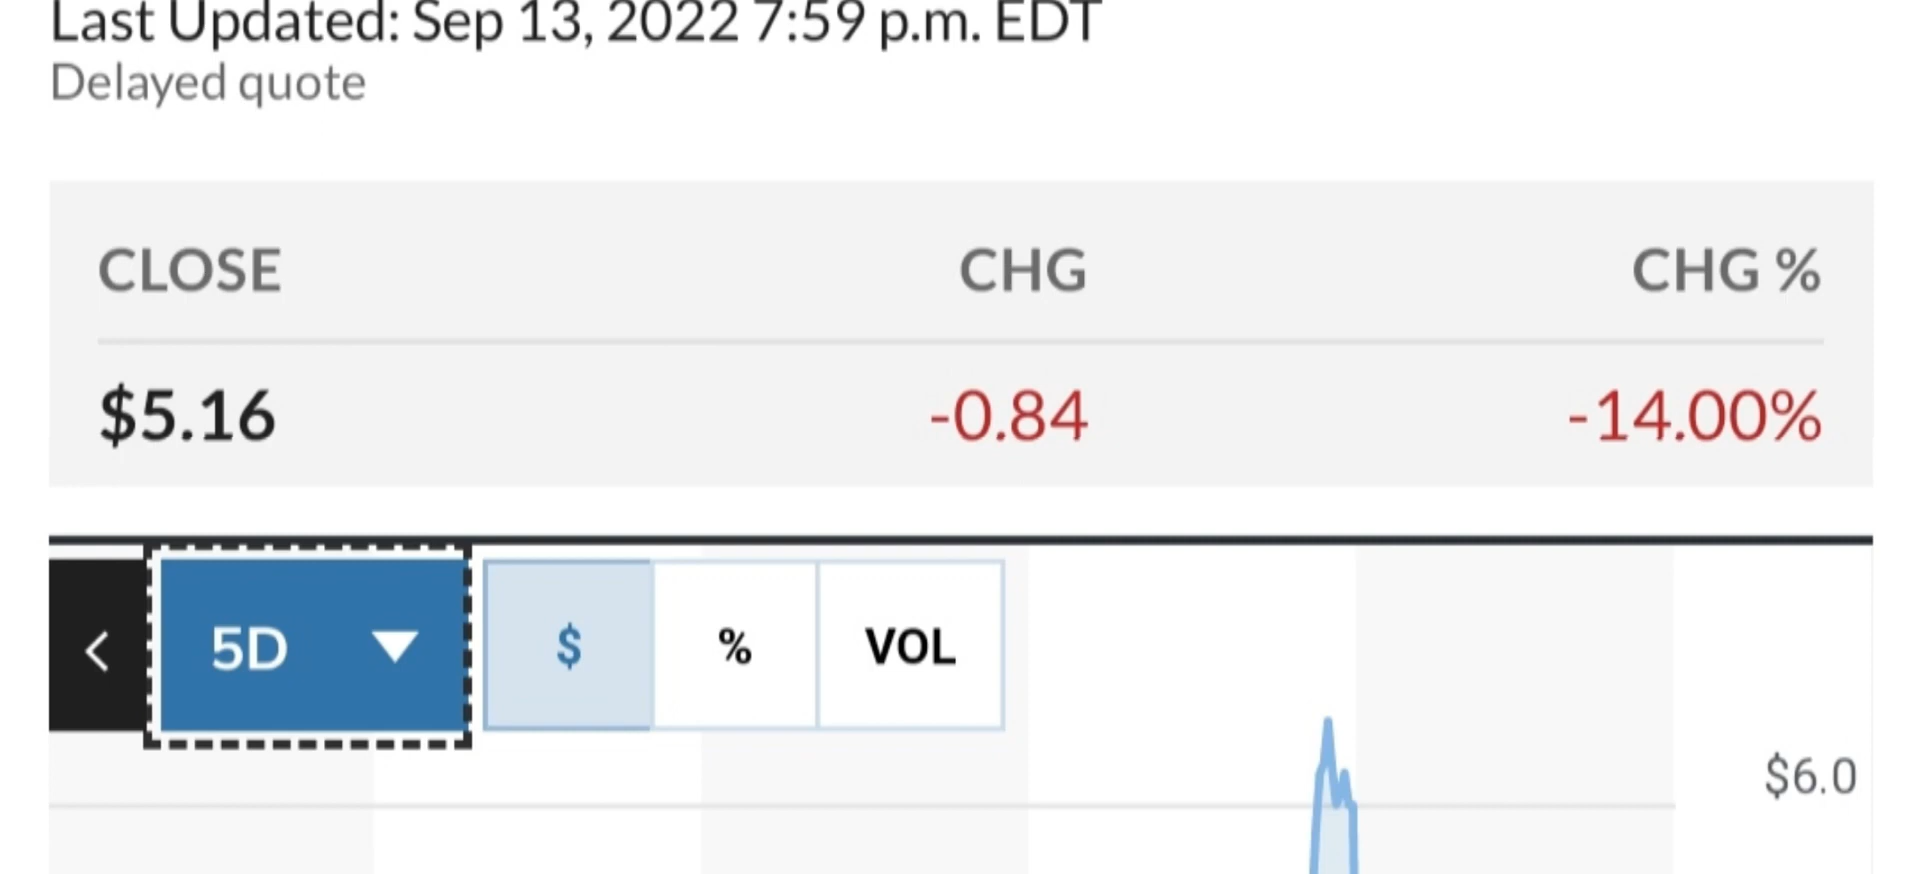 Last Updated: Sep 13, 2022 7:59 p.m. EDT
Delayed quote
CLOSE CHG CHG %
$5.16 -0.84 -14.00%
5D $ % VOL
$6.0